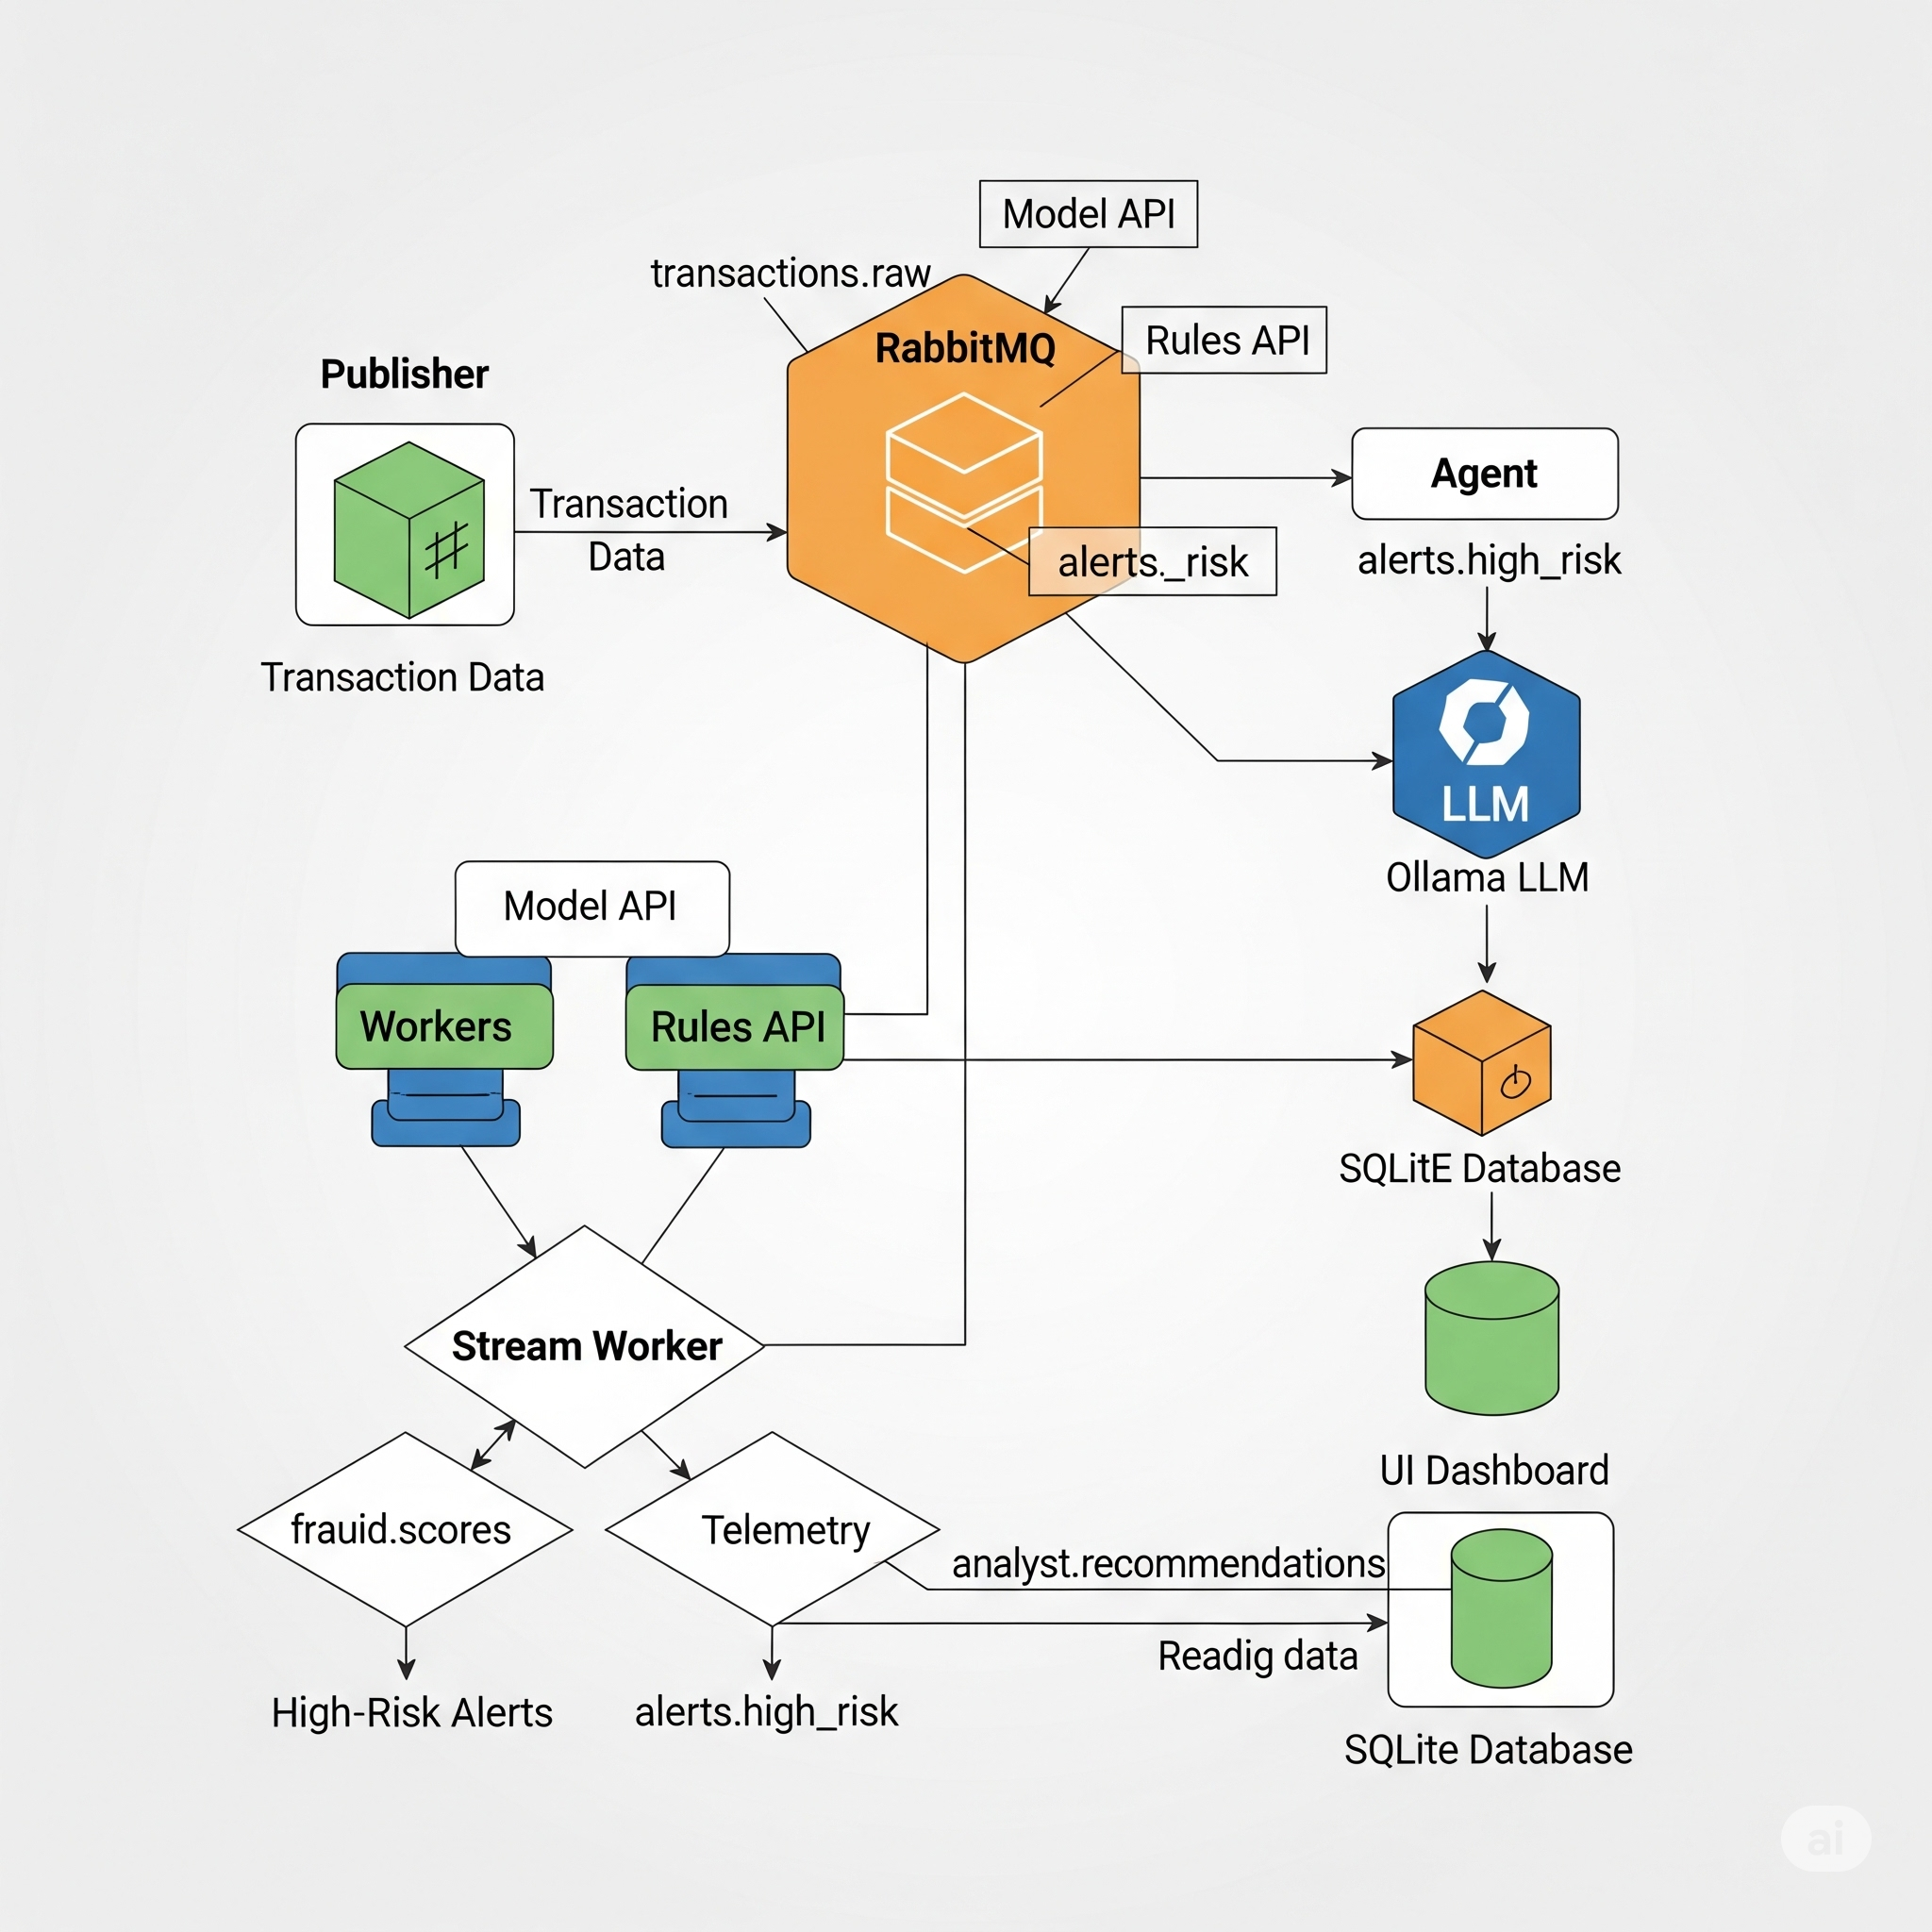 Model API
transactions.raw
RabbitMQ
Rules API
Publisher
Agent
Transaction
Data
alerts._risk
alerts.high_risk
Transaction Data
LLM
Ollama LLM
Model API
Workers
Rules API
SQLitE Database
Stream Worker
UI Dashboard
frauid.scores
Telemetry
analyst.recommendations
Readig data
High-Risk Alerts
alerts.high_risk
SQLite Database
ai